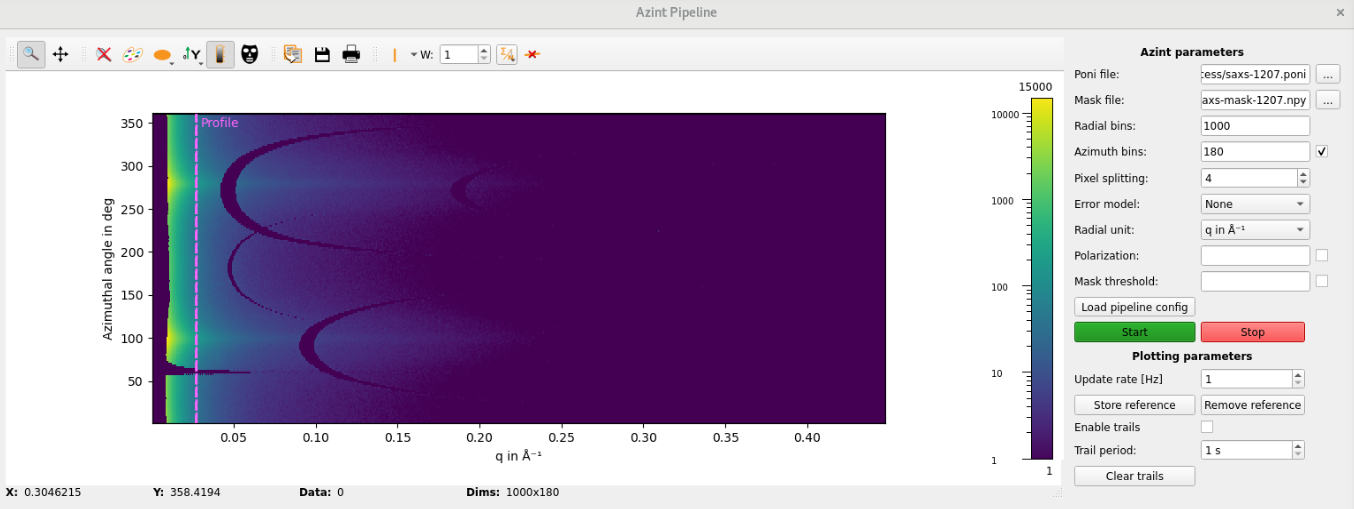 Azint Pipeline
W: 1
Azint parameters
Poni file: cess/saxs-1207.poni ...
Mask file: axs-mask-1207.npy ...
Radial bins: 1000
Azimuth bins: 180
Pixel splitting: 4
Error model: None
Radial unit: q in Å⁻¹
Polarization:
Mask threshold:
Load pipeline config
Start Stop
Plotting parameters
Update rate [Hz] 1
Store reference Remove reference
Enable trails
Trail period: 1 s
Clear trails
Profile
Azimuthal angle in deg
350
300
250
200
150
100
50
0.05 0.10 0.15 0.20 0.25 0.30 0.35 0.40
q in Å⁻¹
15000
10000
1000
100
10
1
1
X: 0.3046215 Y: 358.4194 Data: 0 Dims: 1000x180